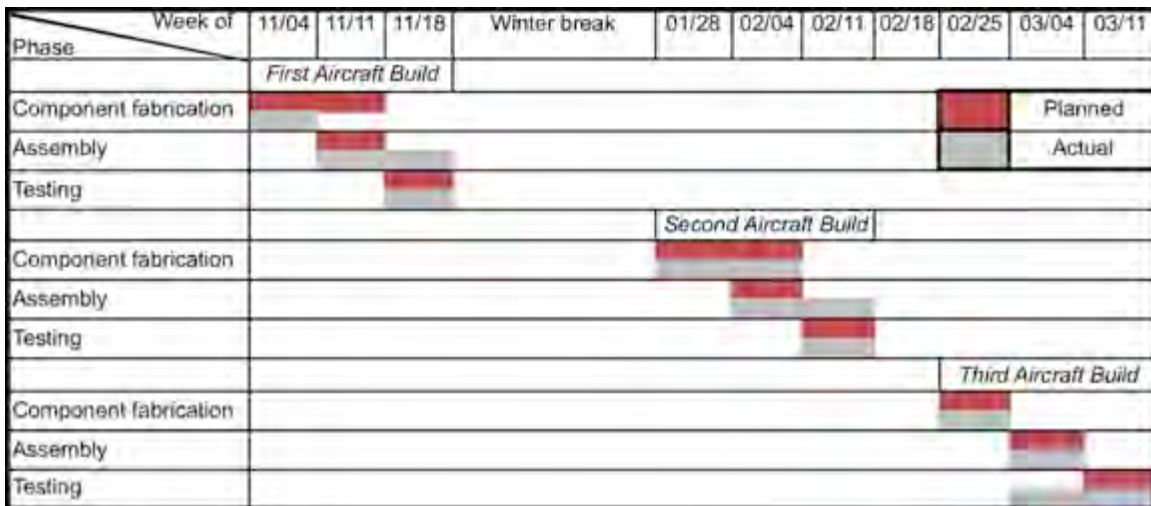 Week of 11/04 11/11 11/18 Winter break 01/28 02/04 02/11 02/18 02/25 03/04 03/11
Phase
First Aircraft Build
Component fabrication
Planned
Assembly
Actual
Testing
Second Aircraft Build
Component fabrication
Assembly
Testing
Third Aircraft Build
Component fabrication
Assembly
Testing